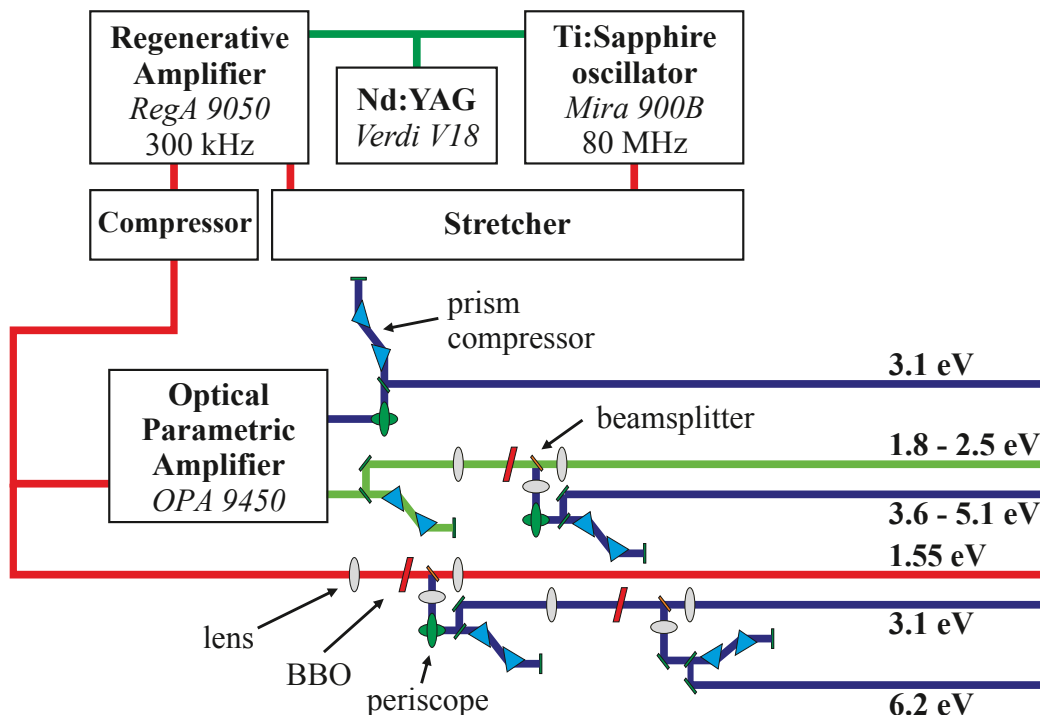 Regenerative
Amplifier
RegA 9050
300 kHz
Nd:YAG
Verdi V18
Ti:Sapphire
oscillator
Mira 900B
80 MHz
Compressor
Stretcher
prism
compressor
3.1 eV
Optical
Parametric
Amplifier
OPA 9450
beamsplitter
1.8 - 2.5 eV
3.6 - 5.1 eV
1.55 eV
lens
BBO
periscope
3.1 eV
6.2 eV